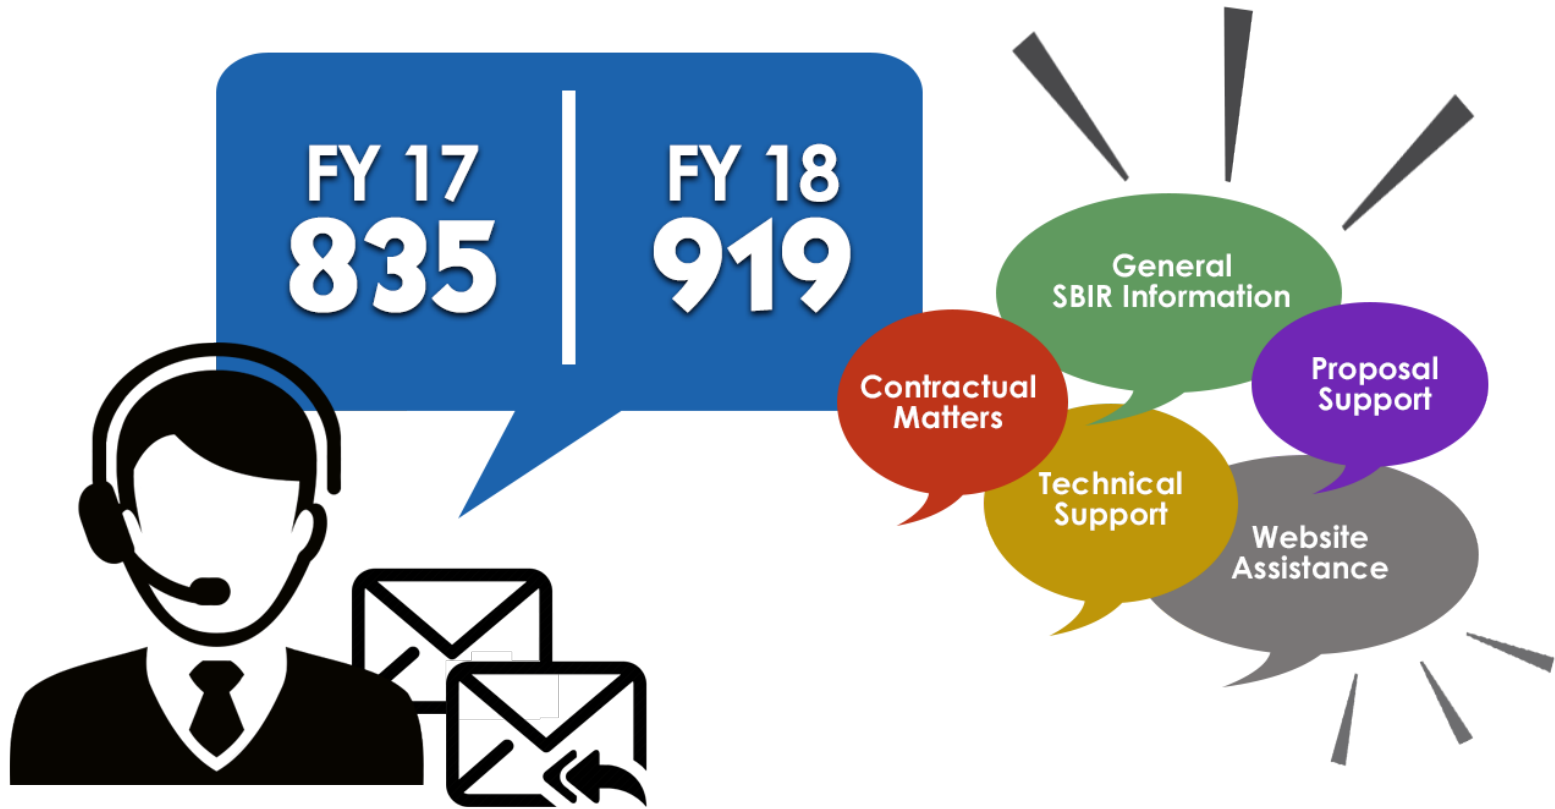 FY 17
835
FY 18
919
General
SBIR Information
Contractual
Matters
Proposal
Support
Technical
Support
Website
Assistance